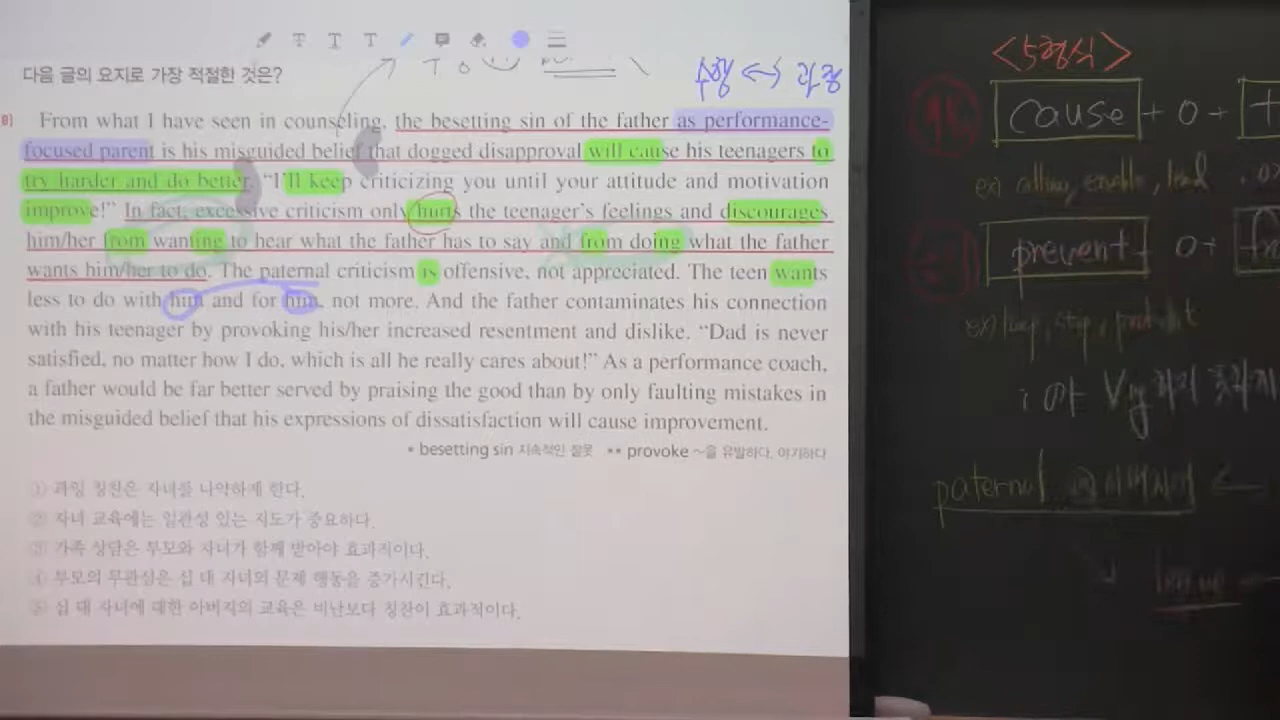 수행 ↔ 과정
다음 글의 요지로 가장 적절한 것은?
8) From what I have seen in counseling, the besetting sin of the father as performance-
focused parent is his misguided belief that dogged disapproval will cause his teenagers to
try harder and do better. “I’ll keep criticizing you until your attitude and motivation
improve!” In fact, excessive criticism only hurts the teenager’s feelings and discourages
him/her from wanting to hear what the father has to say and from doing what the father
wants him/her to do. The paternal criticism is offensive, not appreciated. The teen wants
less to do with him and for him, not more. And the father contaminates his connection
with his teenager by provoking his/her increased resentment and dislike. “Dad is never
satisfied, no matter how I do, which is all he really cares about!” As a performance coach,
a father would be far better served by praising the good than by only faulting mistakes in
the misguided belief that his expressions of dissatisfaction will cause improvement.
* besetting sin 지속적인 잘못 ** provoke ~을 유발하다, 야기하다
① 과잉 칭찬은 자녀를 나약하게 한다.
② 자녀 교육에는 일관성 있는 지도가 중요하다.
③ 가족 상담은 부모와 자녀가 함께 받아야 효과적이다.
④ 부모의 무관심은 십 대 자녀의 문제 행동을 증가시킨다.
⑤ 십 대 자녀에 대한 아버지의 교육은 비난보다 칭찬이 효과적이다.
<5형식>
cause + O + t
ex) allow, enable, lead
prevent O + fr
ex) keep, stop, prohibit
Ving 하지 못하게
paternal